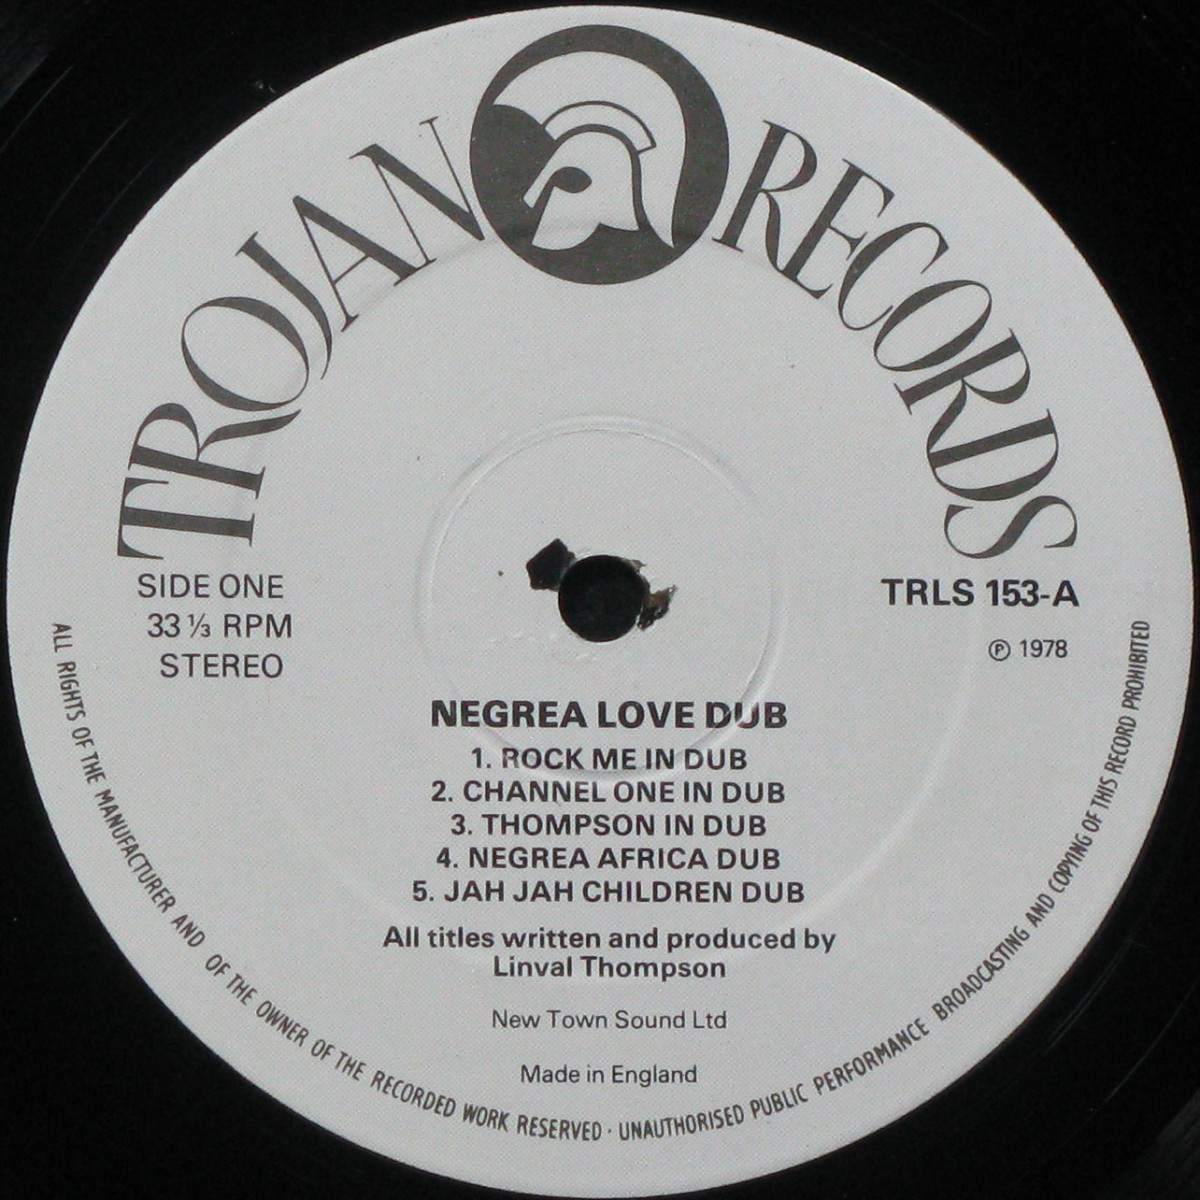 TROJAN RECORDS
SIDE ONE
33 ⅓ RPM
STEREO
TRLS 153-A
℗ 1978
NEGREA LOVE DUB
1. ROCK ME IN DUB
2. CHANNEL ONE IN DUB
3. THOMPSON IN DUB
4. NEGREA AFRICA DUB
5. JAH JAH CHILDREN DUB
All titles written and produced by
Linval Thompson
New Town Sound Ltd
Made in England
ALL RIGHTS OF THE MANUFACTURER AND OF THE OWNER OF THE RECORDED WORK RESERVED · UNAUTHORISED PUBLIC PERFORMANCE BROADCASTING AND COPYING OF THIS RECORD PROHIBITED